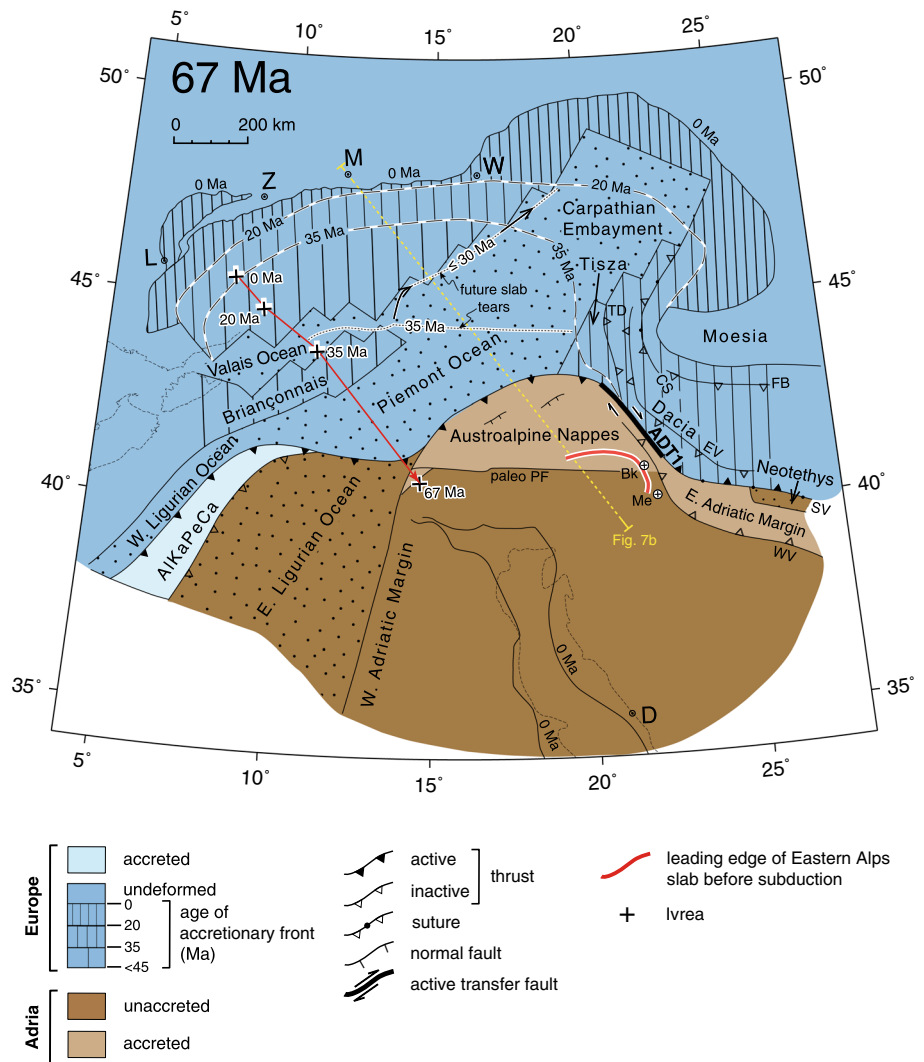 5°
10°
15°
20°
25°
50°
50°
67 Ma
0
200 km
0 Ma
M
W
Z
0 Ma
0 Ma
20 Ma
20 Ma
Carpathian
Embayment
35 Ma
L
≤ 30 Ma
35 Ma
Tisza
45°
45°
0 Ma
future slab
tears
20 Ma
TD
35 Ma
Moesia
Valais Ocean
35 Ma
Piemont Ocean
Briançonnais
CS
FB
Dacia
Austroalpine Nappes
ADT1
EV
W. Ligurian Ocean
40°
40°
paleo PF
Bk
Neotethys
67 Ma
Me
SV
E. Adriatic Margin
AlKaPeCa
E. Ligurian Ocean
Fig. 7b
WV
W. Adriatic Margin
0 Ma
35°
35°
D
0 Ma
5°
10°
15°
20°
25°
Europe
accreted
undeformed
0
20
35
<45
age of
accretionary front
(Ma)
Adria
unaccreted
accreted
active
inactive
thrust
suture
normal fault
active transfer fault
leading edge of Eastern Alps
slab before subduction
Ivrea